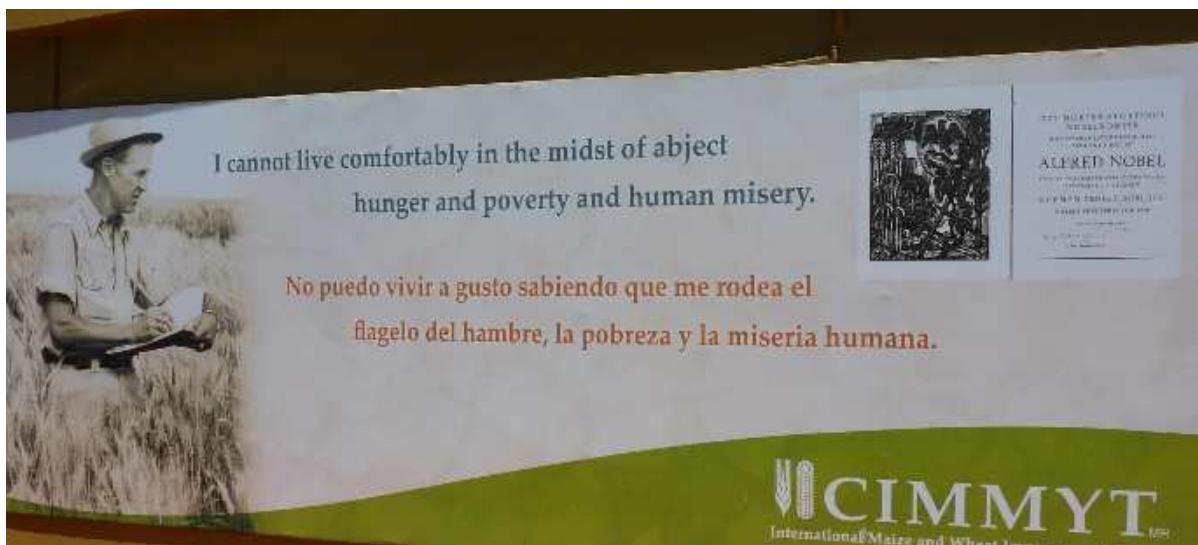 I cannot live comfortably in the midst of abject
hunger and poverty and human misery.
No puedo vivir a gusto sabiendo que me rodea el
flagelo del hambre, la pobreza y la miseria humana.
ALFRED NOBEL
CIMMYT
MR
International Maize and Wheat